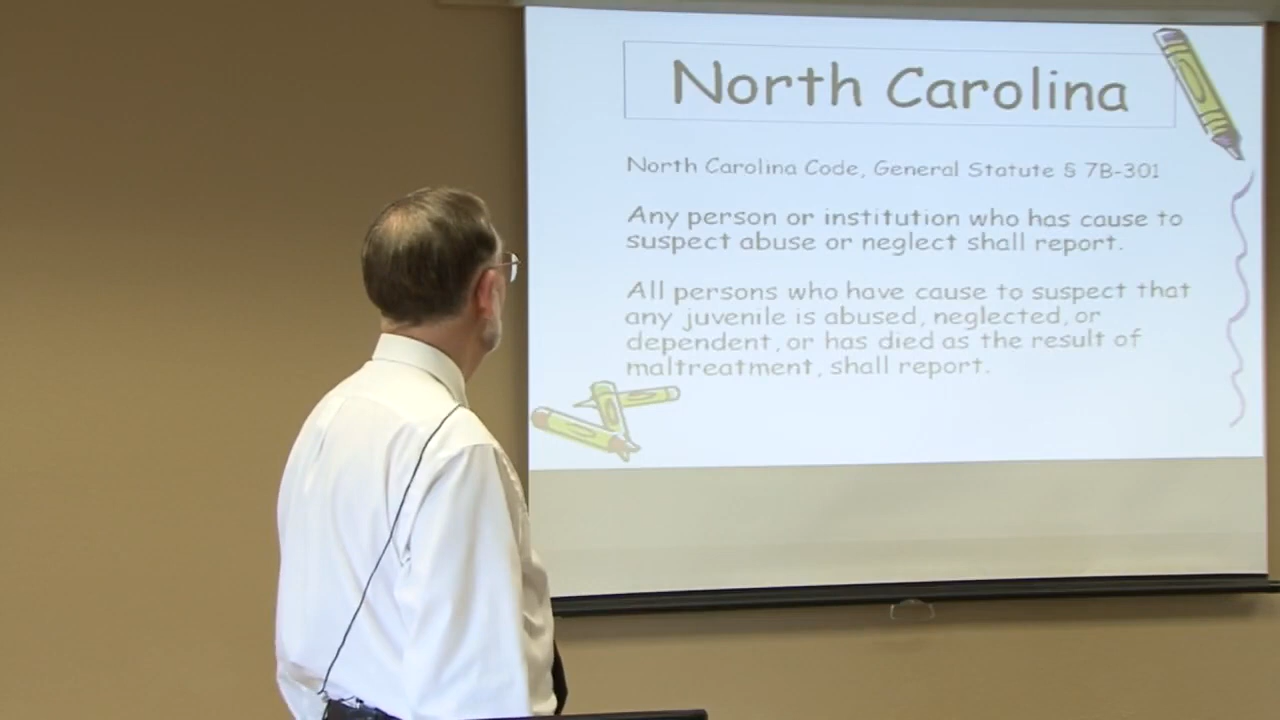 North Carolina
North Carolina Code, General Statute § 7B-301
Any person or institution who has cause to
suspect abuse or neglect shall report.
All persons who have cause to suspect that
any juvenile is abused, neglected, or
dependent, or has died as the result of
maltreatment, shall report.